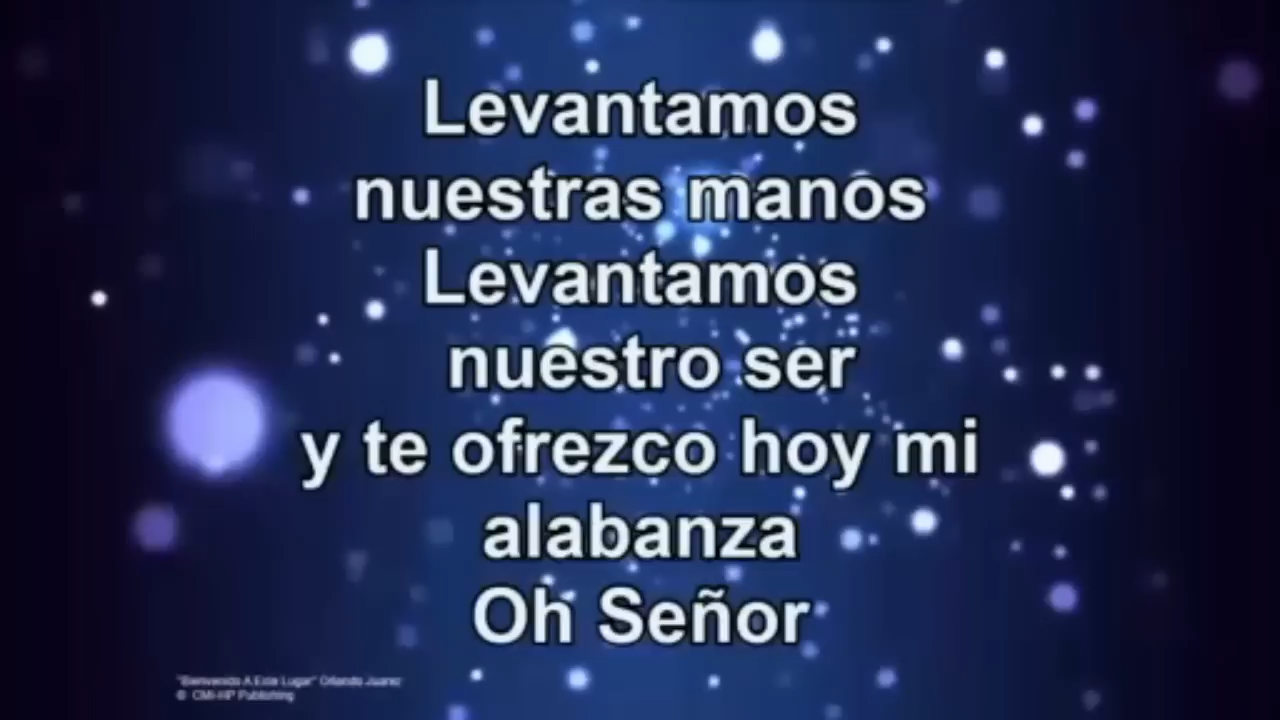 Levantamos
nuestras manos
Levantamos
nuestro ser
y te ofrezco hoy mi
alabanza
Oh Señor
"Bienvenido A Este Lugar" Orlando Juarez
© CMI-HP Publishing